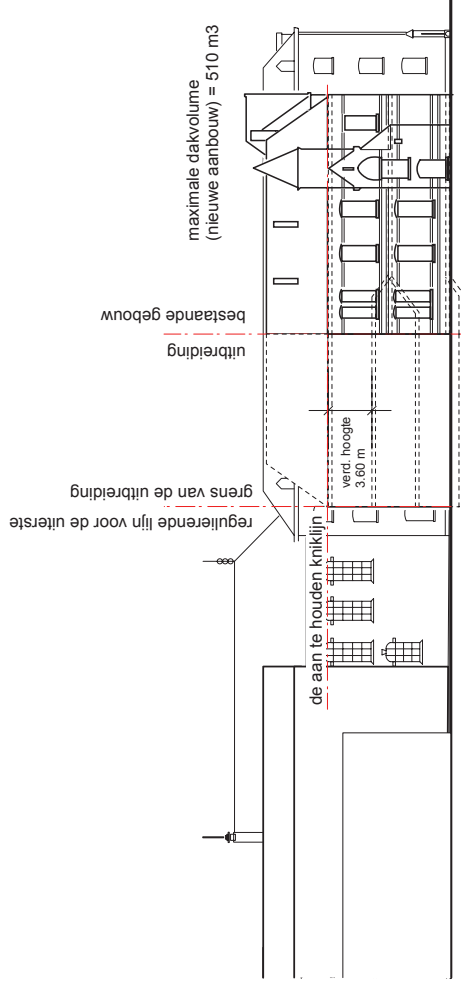 maximale dakvolume
(nieuwe aanbouw) = 510 m3
bestaande gebouw
uitbreiding
verd. hoogte
3.60 m
grens van de uitbreiding
regulierende lijn voor de uiterste
de aan te houden kniklijn